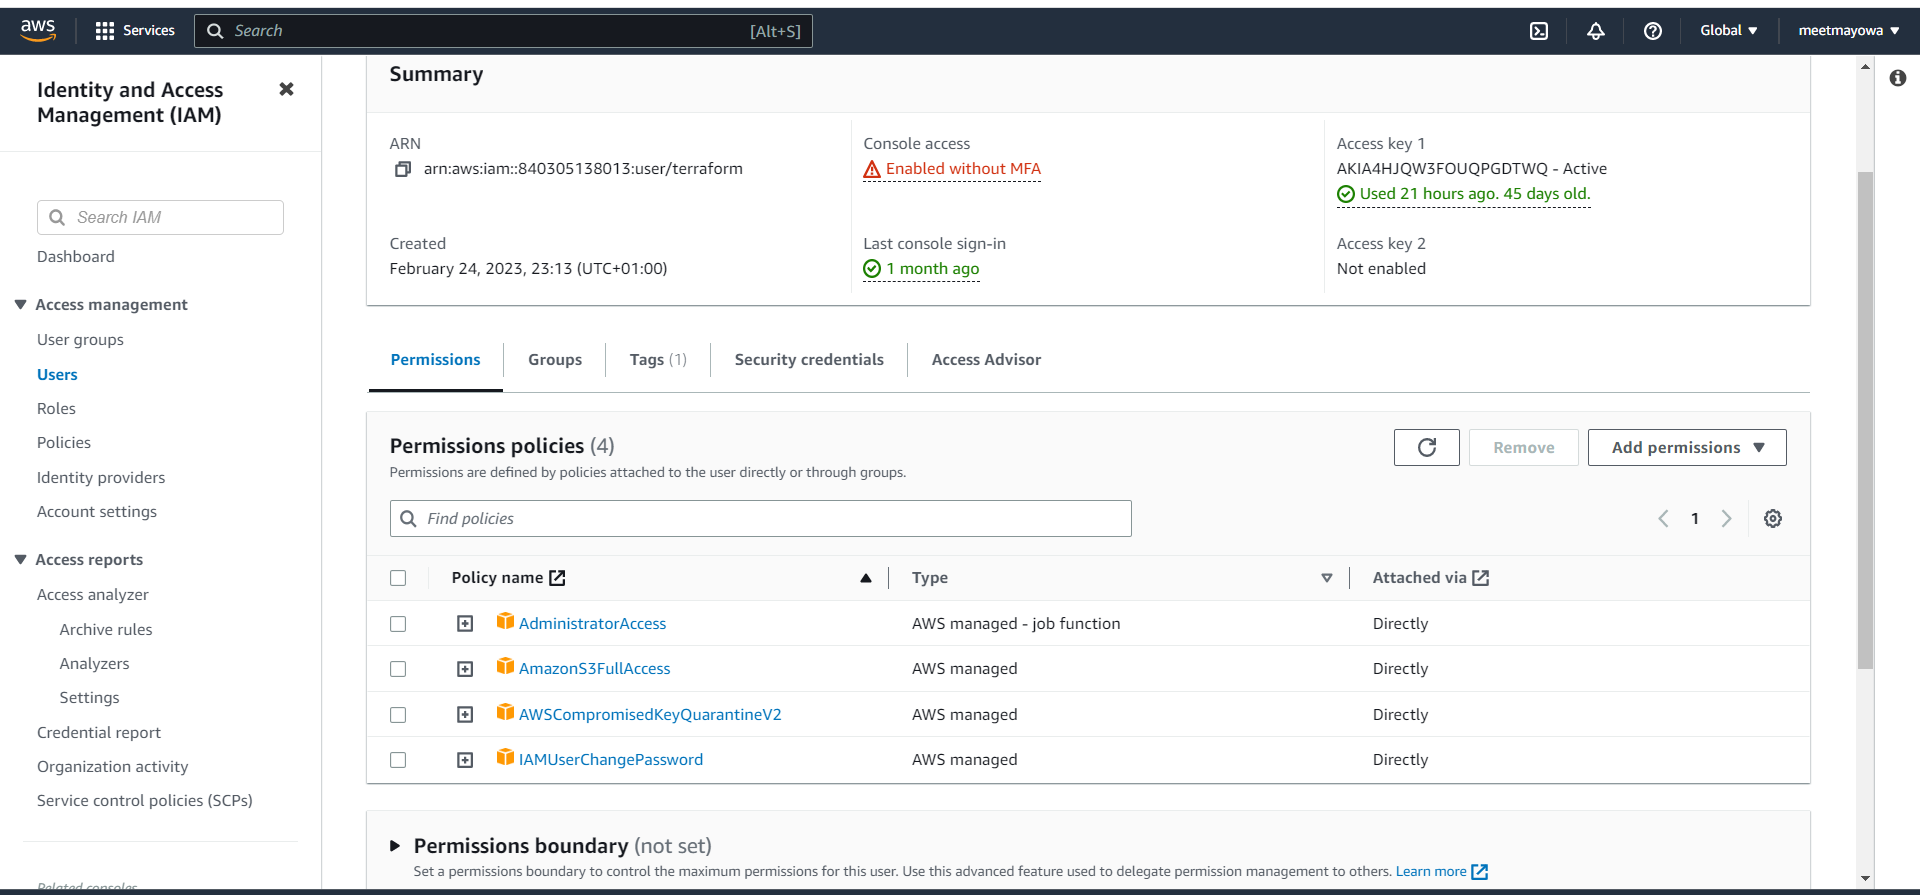 aws
Services
Search
[Alt+S]
Global
meetmayowa
Identity and Access
Management (IAM)
Search IAM
Dashboard
Access management
User groups
Users
Roles
Policies
Identity providers
Account settings
Access reports
Access analyzer
Archive rules
Analyzers
Settings
Credential report
Organization activity
Service control policies (SCPs)
Related consoles
Summary
ARN
arn:aws:iam::840305138013:user/terraform
Console access
Enabled without MFA
Access key 1
AKIA4HJQW3FOUQPGDTWQ - Active
Used 21 hours ago. 45 days old.
Created
February 24, 2023, 23:13 (UTC+01:00)
Last console sign-in
1 month ago
Access key 2
Not enabled
Permissions
Groups
Tags (1)
Security credentials
Access Advisor
Permissions policies (4)
Permissions are defined by policies attached to the user directly or through groups.
Remove
Add permissions
Find policies
1
Policy name
Type
Attached via
AdministratorAccess
AWS managed - job function
Directly
AmazonS3FullAccess
AWS managed
Directly
AWSCompromisedKeyQuarantineV2
AWS managed
Directly
IAMUserChangePassword
AWS managed
Directly
Permissions boundary (not set)
Set a permissions boundary to control the maximum permissions for this user. Use this advanced feature used to delegate permission management to others. Learn more